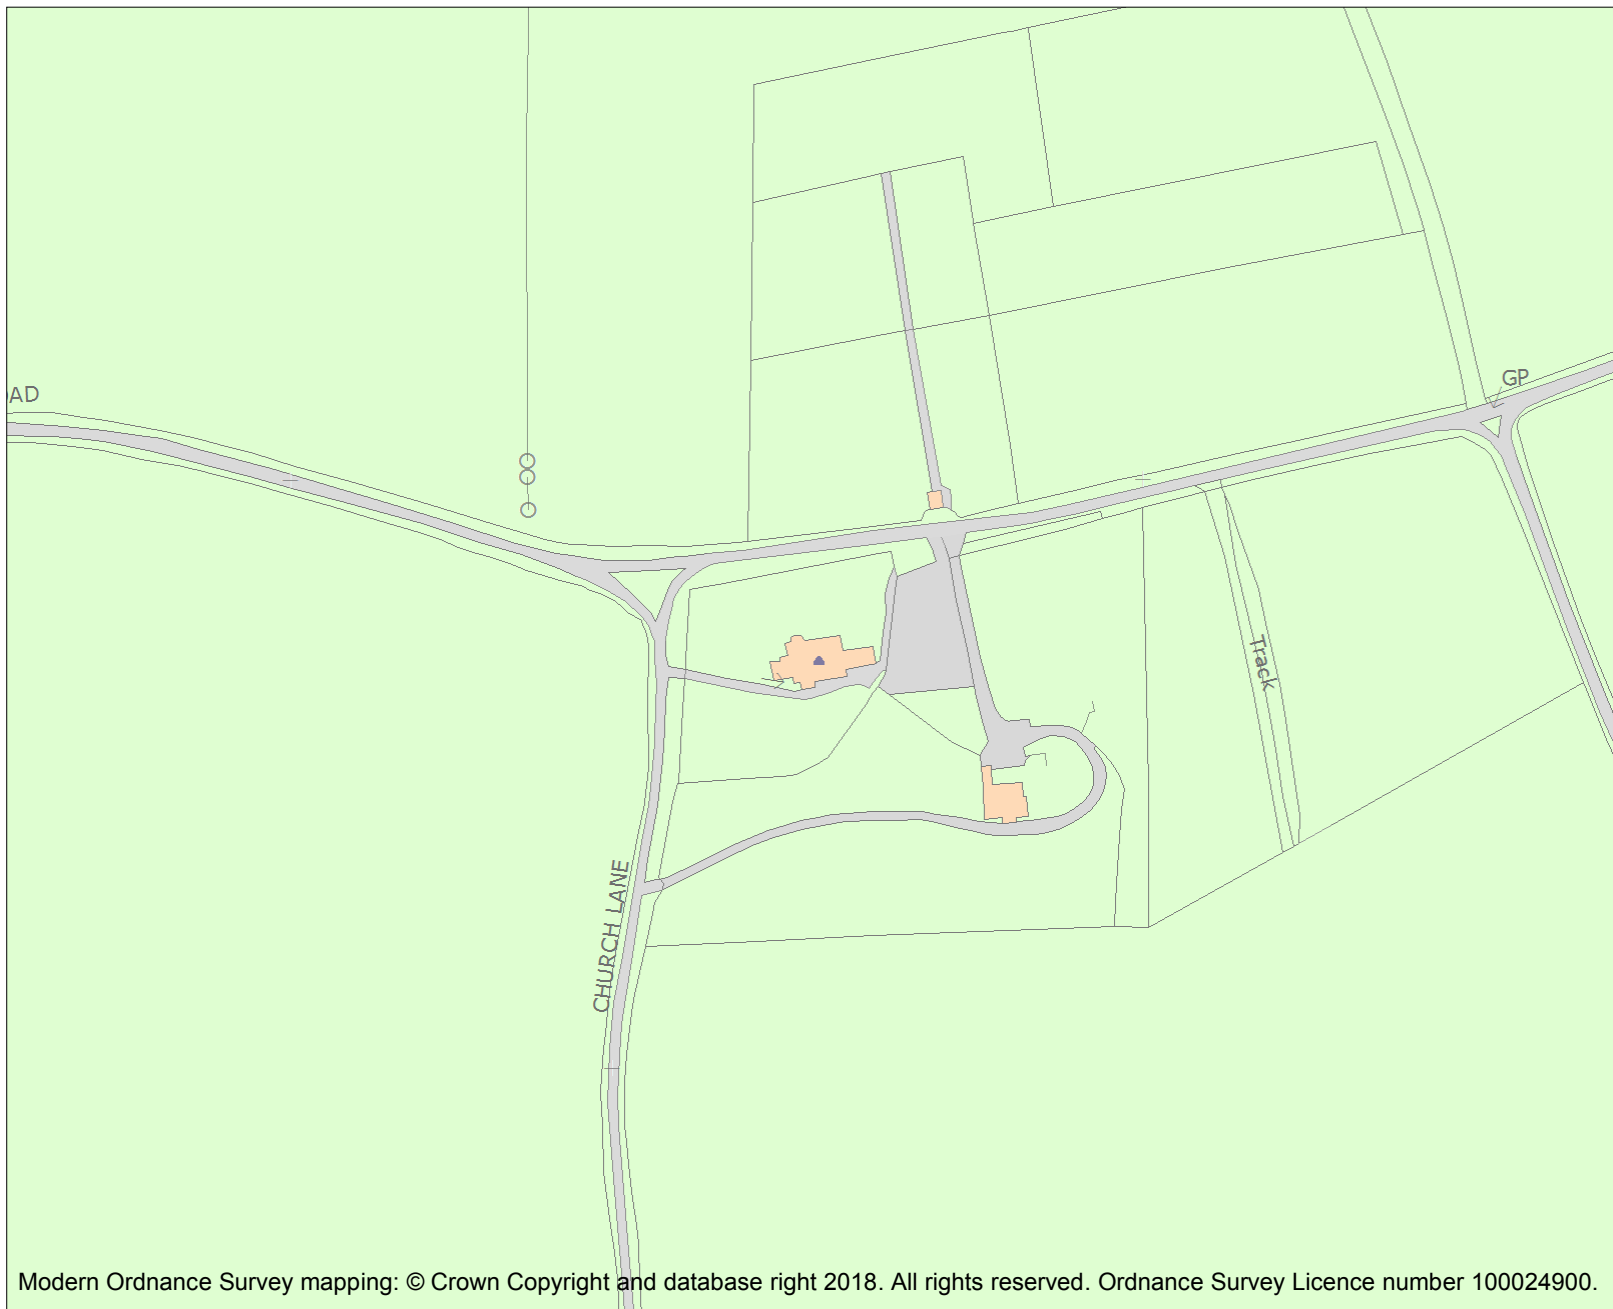 GP
AD
Track
CHURCH LANE
Modern Ordnance Survey mapping: © Crown Copyright and database right 2018. All rights reserved. Ordnance Survey Licence number 100024900.